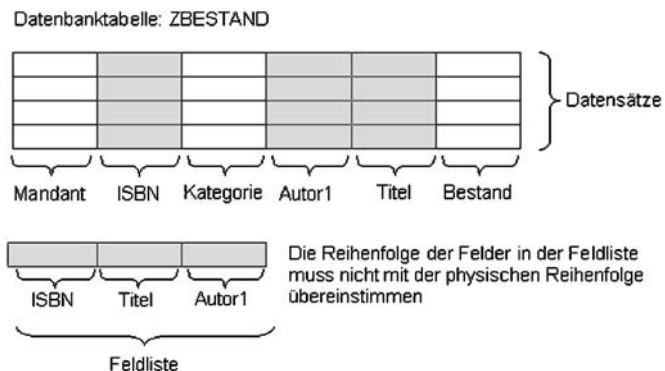 Datenbanktabelle: ZBESTAND
Datensätze
Mandant ISBN Kategorie Autor1 Titel Bestand
ISBN Titel Autor1
Feldliste
Die Reihenfolge der Felder in der Feldliste
muss nicht mit der physischen Reihenfolge
übereinstimmen